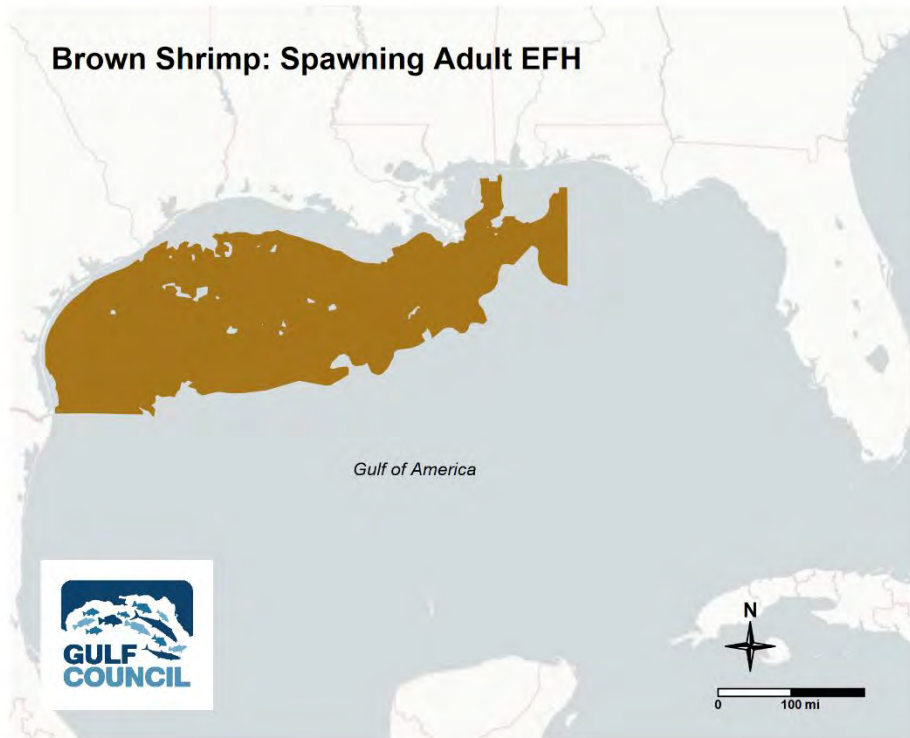 Brown Shrimp: Spawning Adult EFH
Gulf of America
GULF
COUNCIL
N
0 100 mi